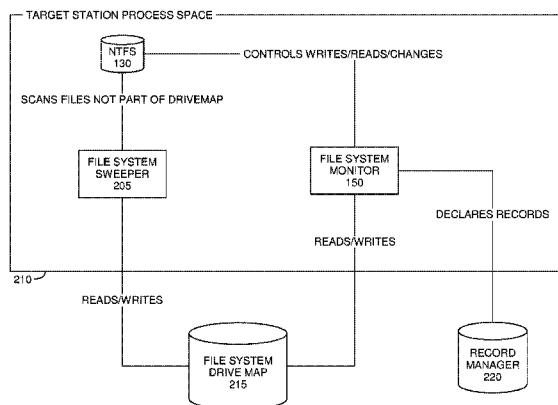 TARGET STATION PROCESS SPACE
NTFS
130
CONTROLS WRITES/READS/CHANGES
SCANS FILES NOT PART OF DRIVEMAP
FILE SYSTEM
SWEEPER
205
FILE SYSTEM
MONITOR
150
DECLARES RECORDS
READS/WRITES
210
READS/WRITES
FILE SYSTEM
DRIVE MAP
215
RECORD
MANAGER
220